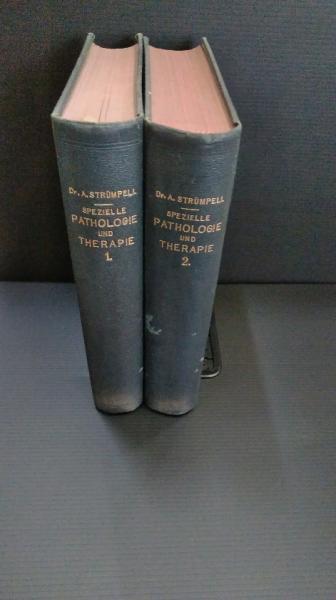 Dr. A. STRÜMPELL
SPEZIELLE
PATHOLOGIE
UND
THERAPIE
1.
Dr. A. STRÜMPELL
SPEZIELLE
PATHOLOGIE
UND
THERAPIE
2.